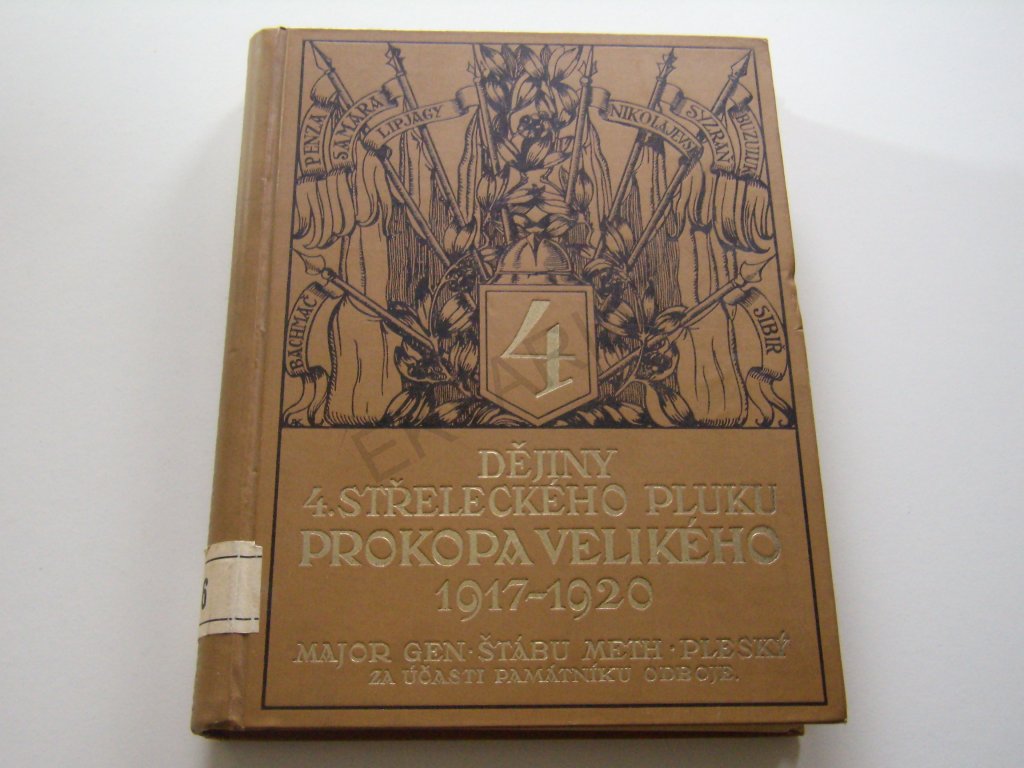 PENZA
SAMARA
LIPJAGY
NIKOLAJEVSK
SYZRAŇ
BUZULUK
BACHMAČ
SIBIŘ
4
DĚJINY
4. STŘELECKÉHO PLUKU
PROKOPA VELIKÉHO
1917-1920
MAJOR GEN · ŠTÁBU METH · PLESKÝ
ZA ÚČASTI PAMÁTNÍKU ODBOJE.
6